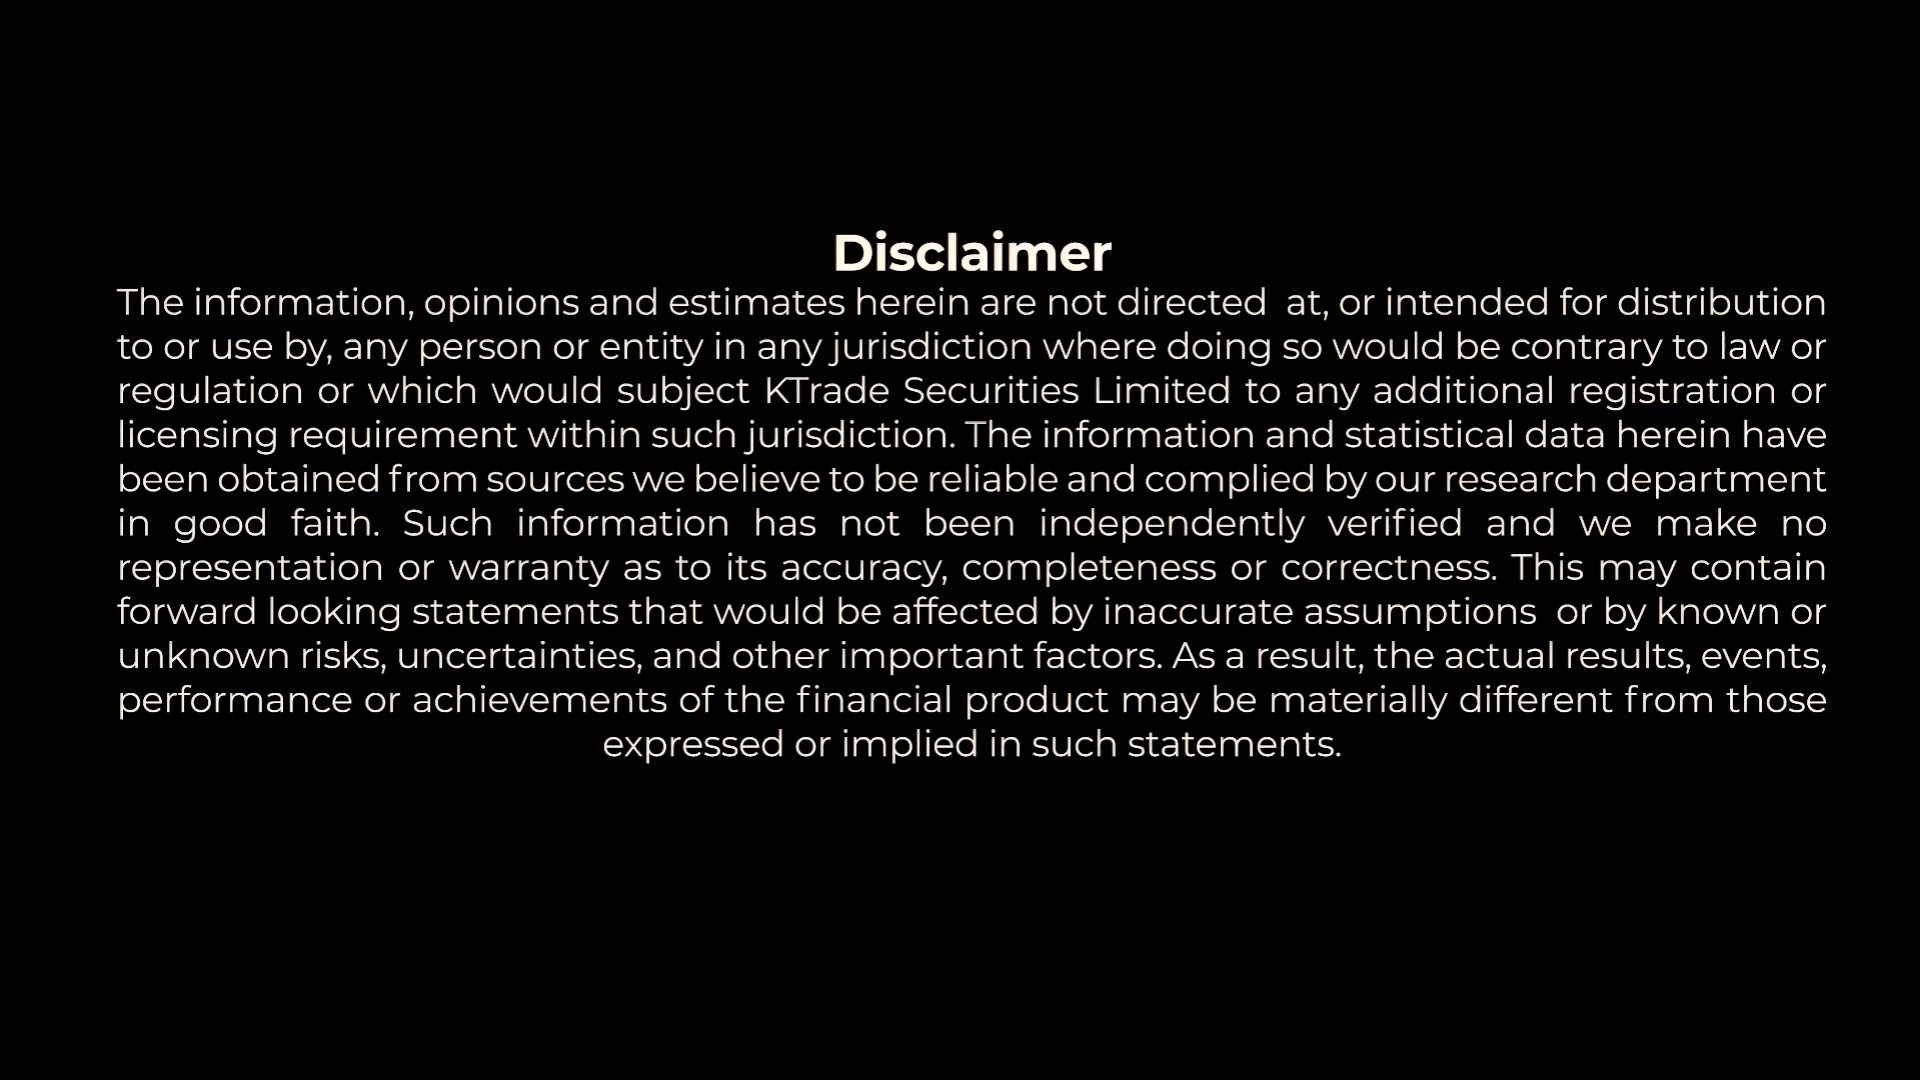 Disclaimer
The information, opinions and estimates herein are not directed  at, or intended for distribution
to or use by, any person or entity in any jurisdiction where doing so would be contrary to law or
regulation or which would subject KTrade Securities Limited to any additional registration or
licensing requirement within such jurisdiction. The information and statistical data herein have
been obtained from sources we believe to be reliable and complied by our research department
in good faith. Such information has not been independently verified and we make no
representation or warranty as to its accuracy, completeness or correctness. This may contain
forward looking statements that would be affected by inaccurate assumptions  or by known or
unknown risks, uncertainties, and other important factors. As a result, the actual results, events,
performance or achievements of the financial product may be materially different from those
expressed or implied in such statements.